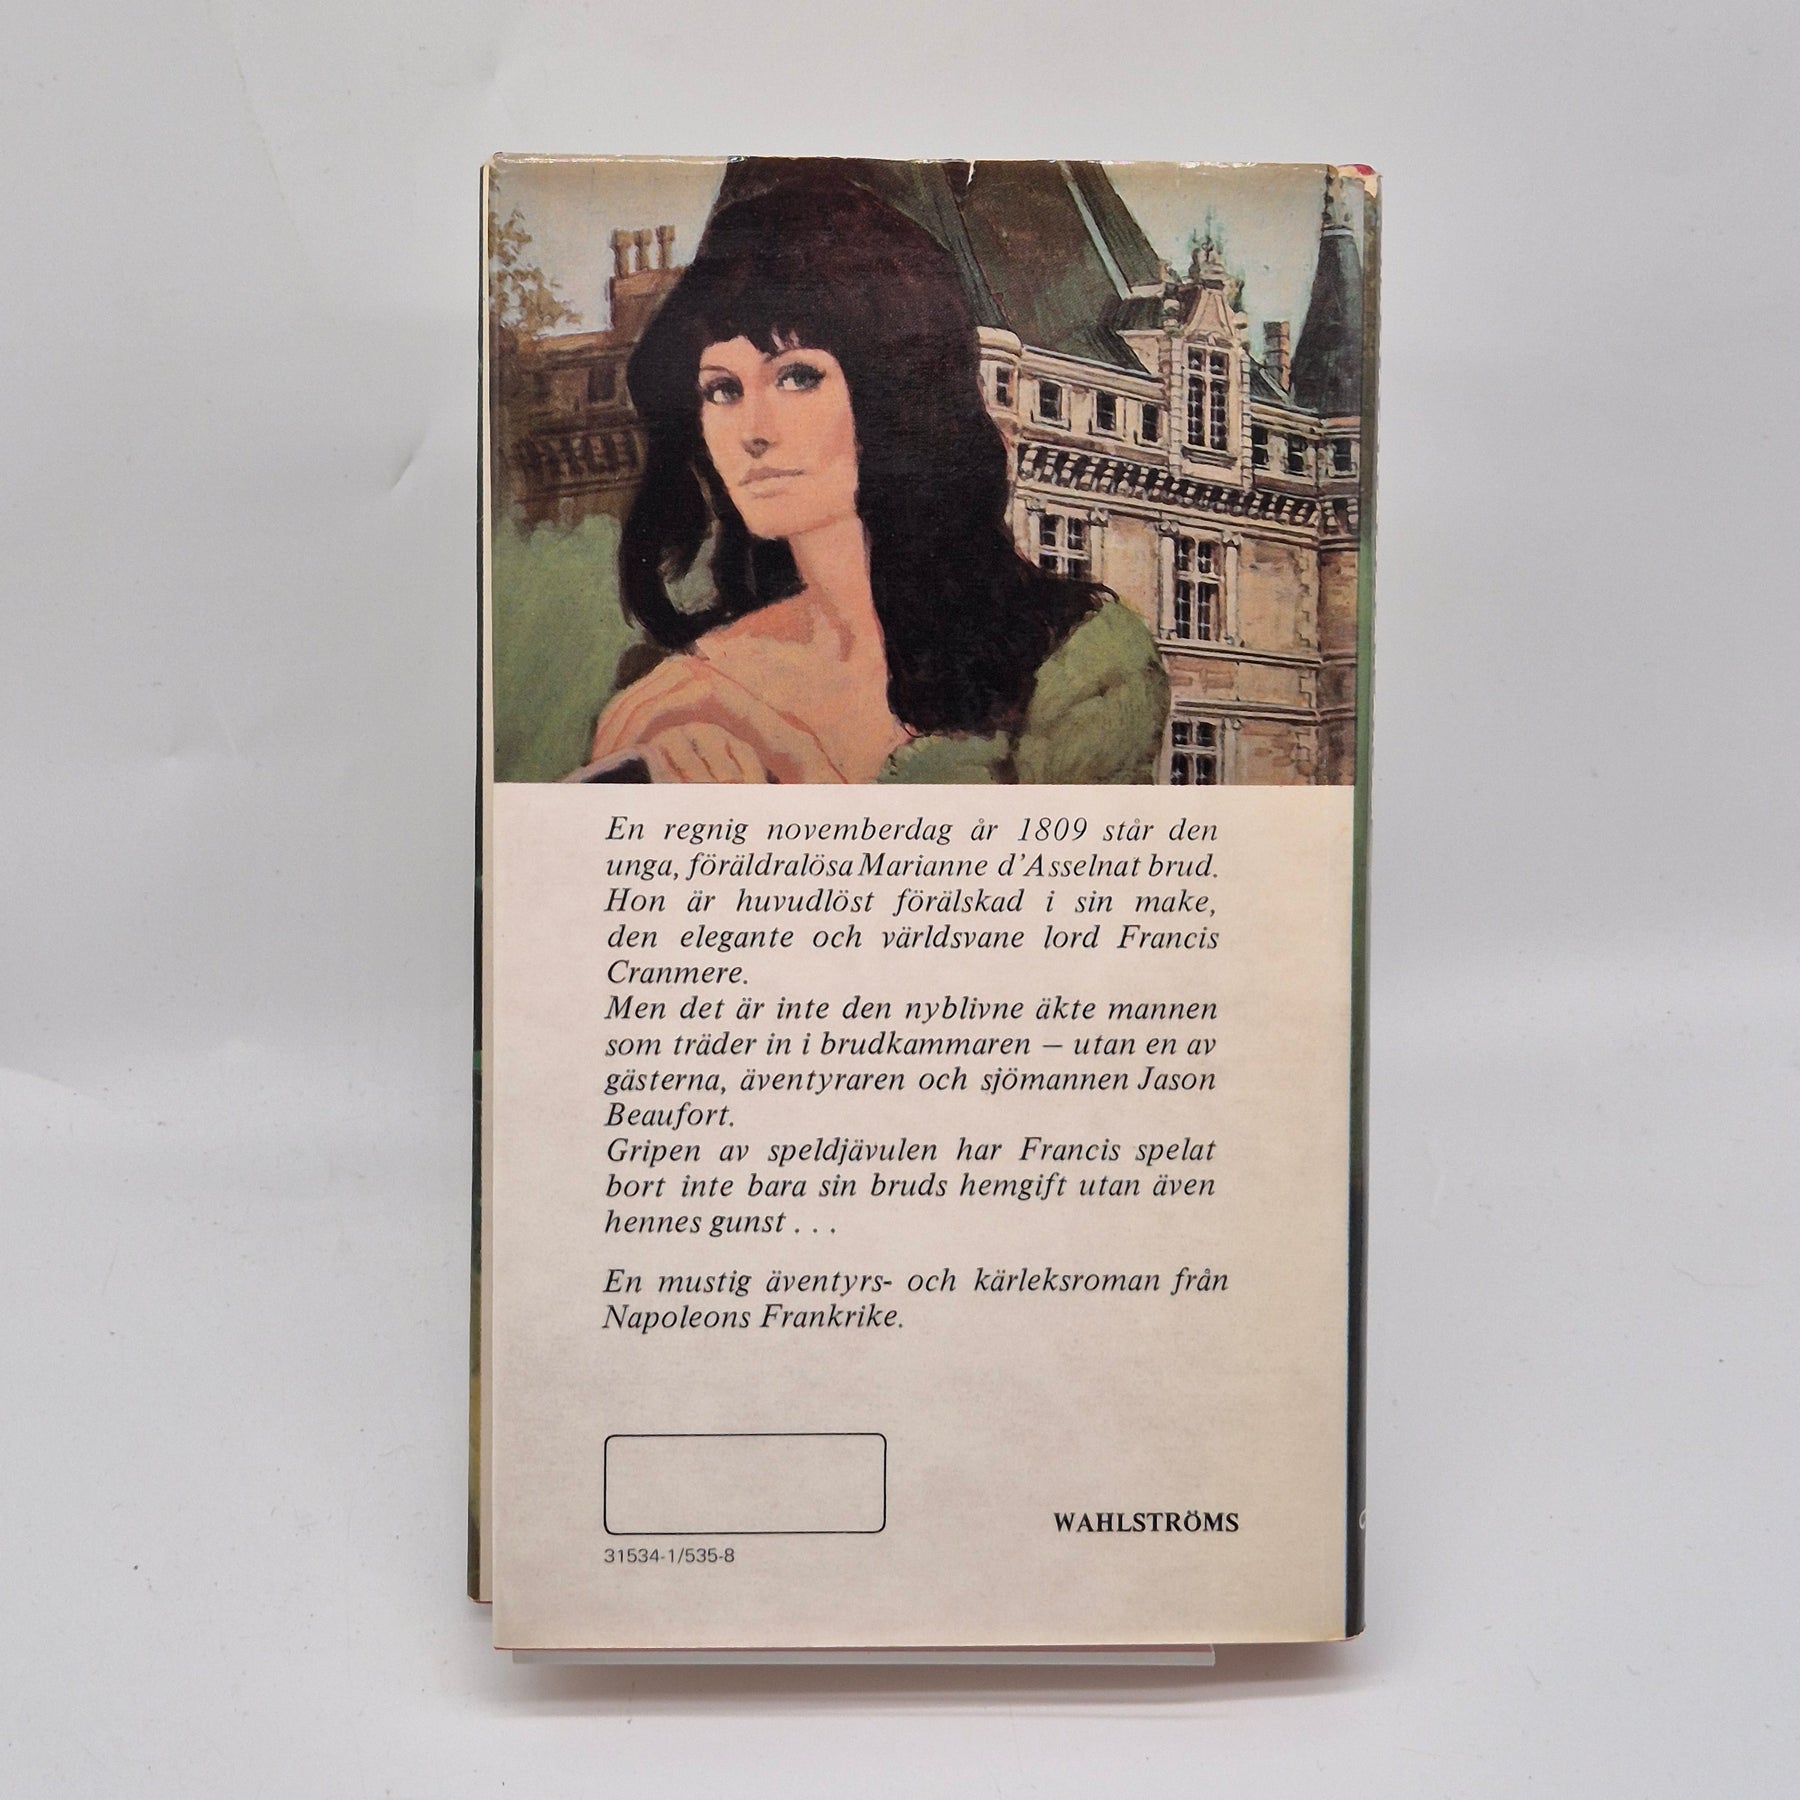 En regnig novemberdag år 1809 står den
unga, föräldralösa Marianne d'Asselnat brud.
Hon är huvudlöst förälskad i sin make,
den elegante och världsvane lord Francis
Cranmere.
Men det är inte den nyblivne äkte mannen
som träder in i brudkammaren – utan en av
gästerna, äventyraren och sjömannen Jason
Beaufort.
Gripen av speldjävulen har Francis spelat
bort inte bara sin bruds hemgift utan även
hennes gunst . . .
En mustig äventyrs- och kärleksroman från
Napoleons Frankrike.
WAHLSTRÖMS
31534-1/535-8